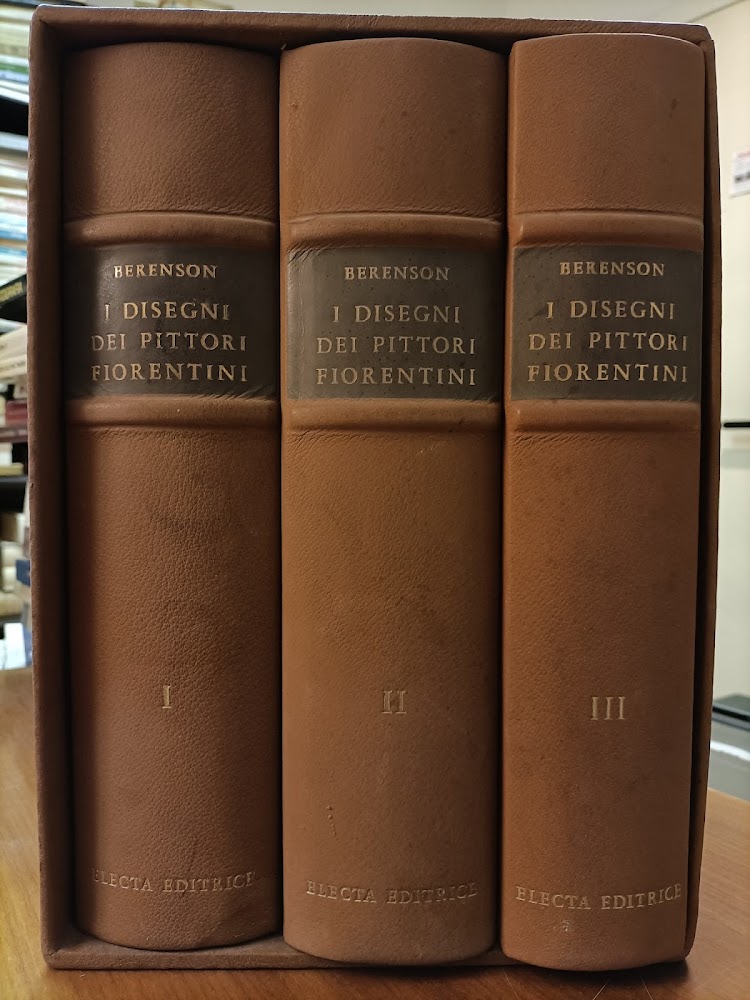 BERENSON
I DISEGNI
DEI PITTORI
FIORENTINI
I
ELECTA EDITRICE
BERENSON
I DISEGNI
DEI PITTORI
FIORENTINI
II
ELECTA EDITRICE
BERENSON
I DISEGNI
DEI PITTORI
FIORENTINI
III
ELECTA EDITRICE